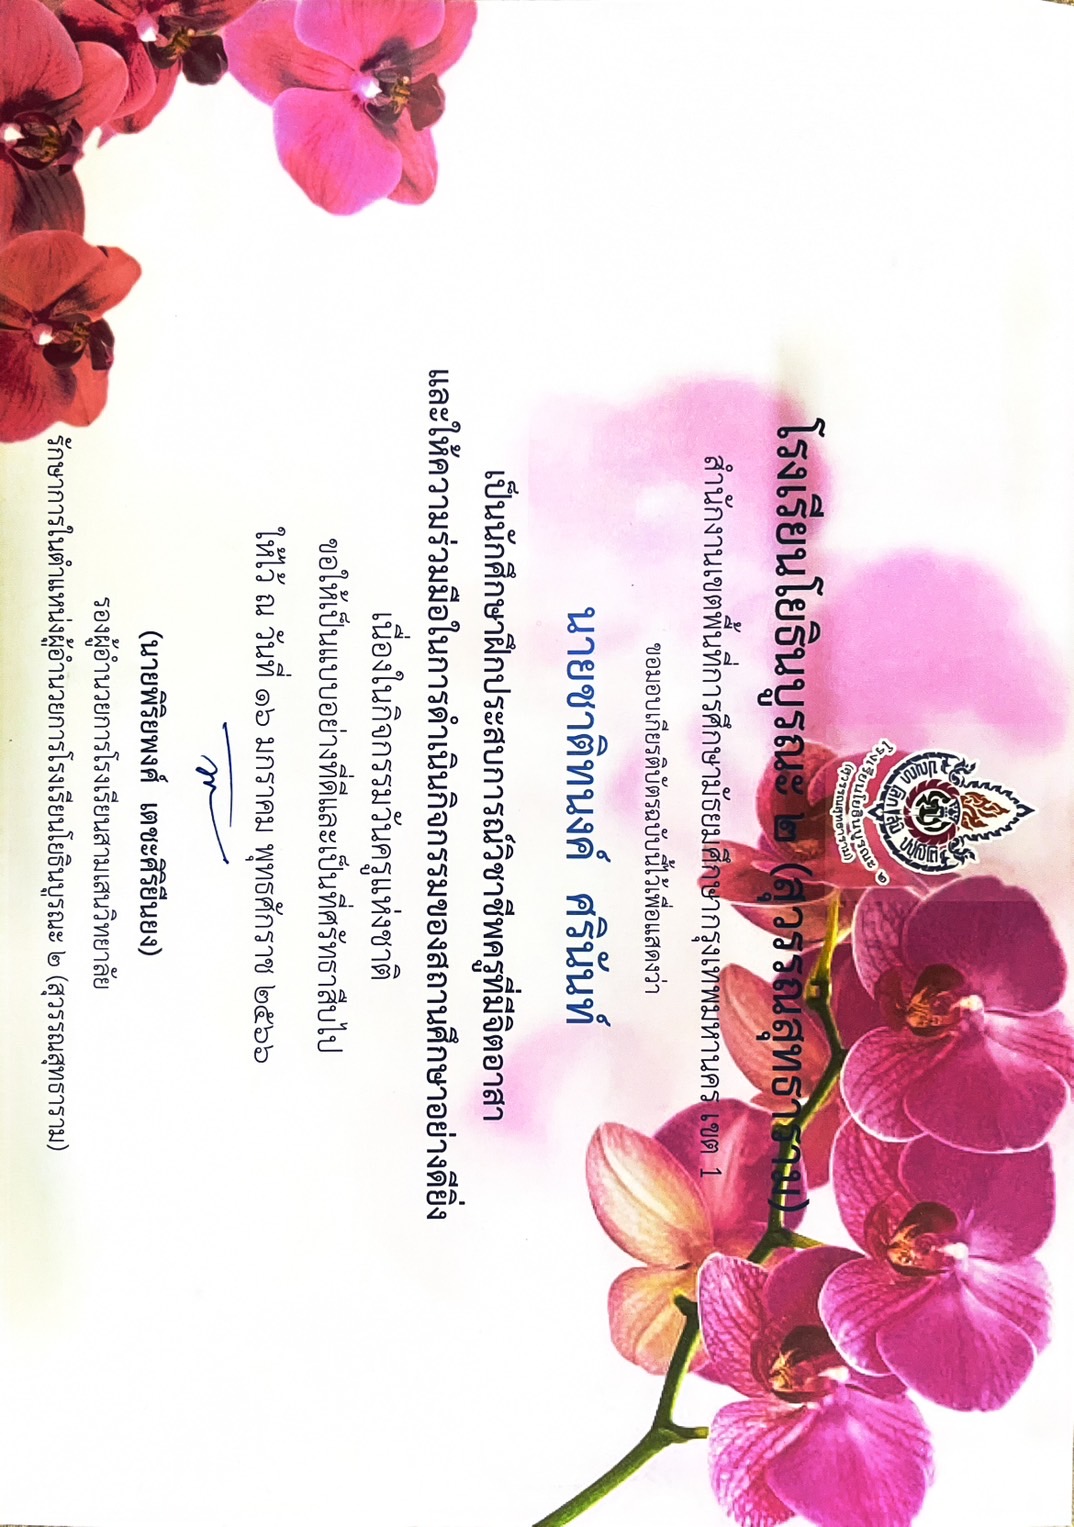 ปญญา โลกสมิ ปชฺโชโต
โรงเรียนโยธินบูรณะ ๒
(สุวรรณสุทธาราม)
โรงเรียนโยธินบูรณะ ๒ (สุวรรณสุทธาราม)
สำนักงานเขตพื้นที่การศึกษามัธยมศึกษากรุงเทพมหานคร เขต 1
ขอมอบเกียรติบัตรฉบับนี้ไว้เพื่อแสดงว่า
นายชาติทนงค์ ศรินันท์
เป็นนักศึกษาฝึกประสบการณ์วิชาชีพครูที่มีจิตอาสา
และให้ความร่วมมือในการดำเนินกิจกรรมของสถานศึกษาอย่างดียิ่ง
เนื่องในกิจกรรมวันครูแห่งชาติ
ขอให้เป็นแบบอย่างที่ดีและเป็นที่ศรัทธาสืบไป
ให้ไว้ ณ วันที่ ๑๖ มกราคม พุทธศักราช ๒๕๖๖
(นายพิริยพงศ์ เตชะศิริยืนยง)
รองผู้อำนวยการโรงเรียนสามเสนวิทยาลัย
รักษาการในตำแหน่งผู้อำนวยการโรงเรียนโยธินบูรณะ ๒ (สุวรรณสุทธาราม)